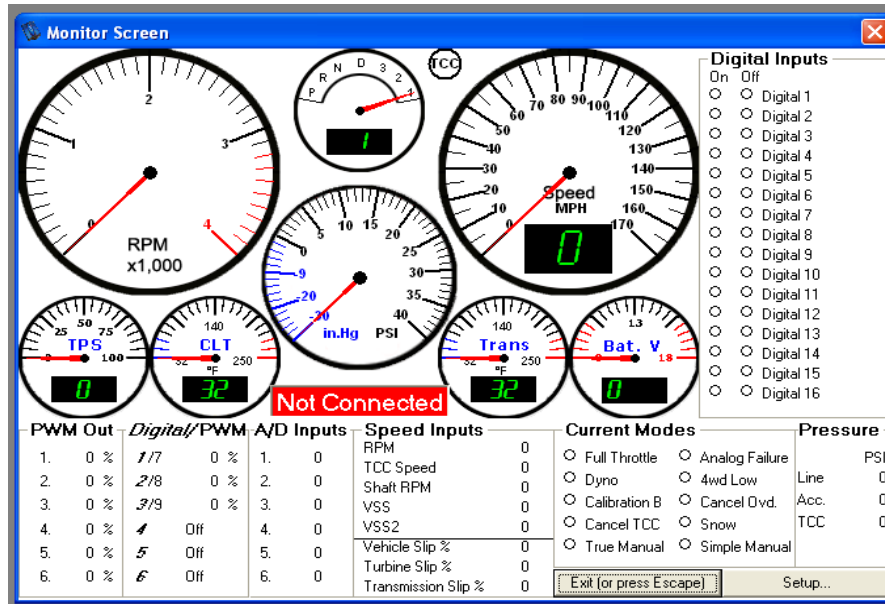 Monitor Screen
2
1
3
0
4
RPM
x1,000
P R N D 3 2 1
1
TCC
0 10 20 30 40 50 60 70 80 90 100 110 120 130 140 150 160 170
Speed
MPH
0
-30 -20 -9 0 5 10 15 20 25 30 35 40
in.Hg PSI
0 25 50 75 100
TPS
0
32 140 250
CLT
°F
32
32 140 250
Trans
°F
32
13 18
Bat. V
0
Not Connected
Digital Inputs
On Off
Digital 1
Digital 2
Digital 3
Digital 4
Digital 5
Digital 6
Digital 7
Digital 8
Digital 9
Digital 10
Digital 11
Digital 12
Digital 13
Digital 14
Digital 15
Digital 16
PWM Out
1. 0 %
2. 0 %
3. 0 %
4. 0 %
5. 0 %
6. 0 %
Digital/PWM
1/7 0 %
2/8 0 %
3/9 0 %
4 Off
5 Off
6 Off
A/D Inputs
1. 0
2. 0
3. 0
4. 0
5. 0
6. 0
Speed Inputs
RPM 0
TCC Speed 0
Shaft RPM 0
VSS 0
VSS2 0
Vehicle Slip % 0
Turbine Slip % 0
Transmission Slip % 0
Current Modes
Full Throttle Analog Failure
Dyno 4wd Low
Calibration B Cancel Ovd.
Cancel TCC Snow
True Manual Simple Manual
Pressure
PSI
Line 0
Acc. 0
TCC 0
Exit (or press Escape) Setup...